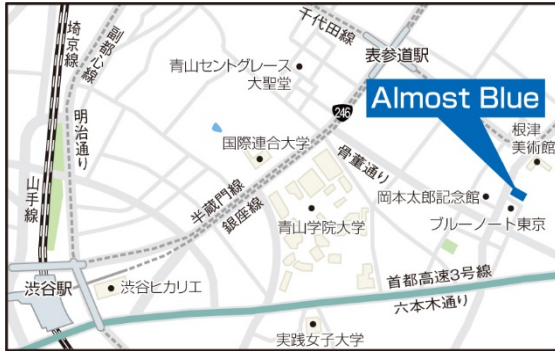 埼京線
副都心線
千代田線
表参道駅
青山セントグレース
大聖堂
Almost Blue
246
明治通り
国際連合大学
骨董通り
根津
美術館
山手線
半蔵門線
銀座線
青山学院大学
岡本太郎記念館
ブルーノート東京
渋谷駅
渋谷ヒカリエ
首都高速3号線
六本木通り
実践女子大学